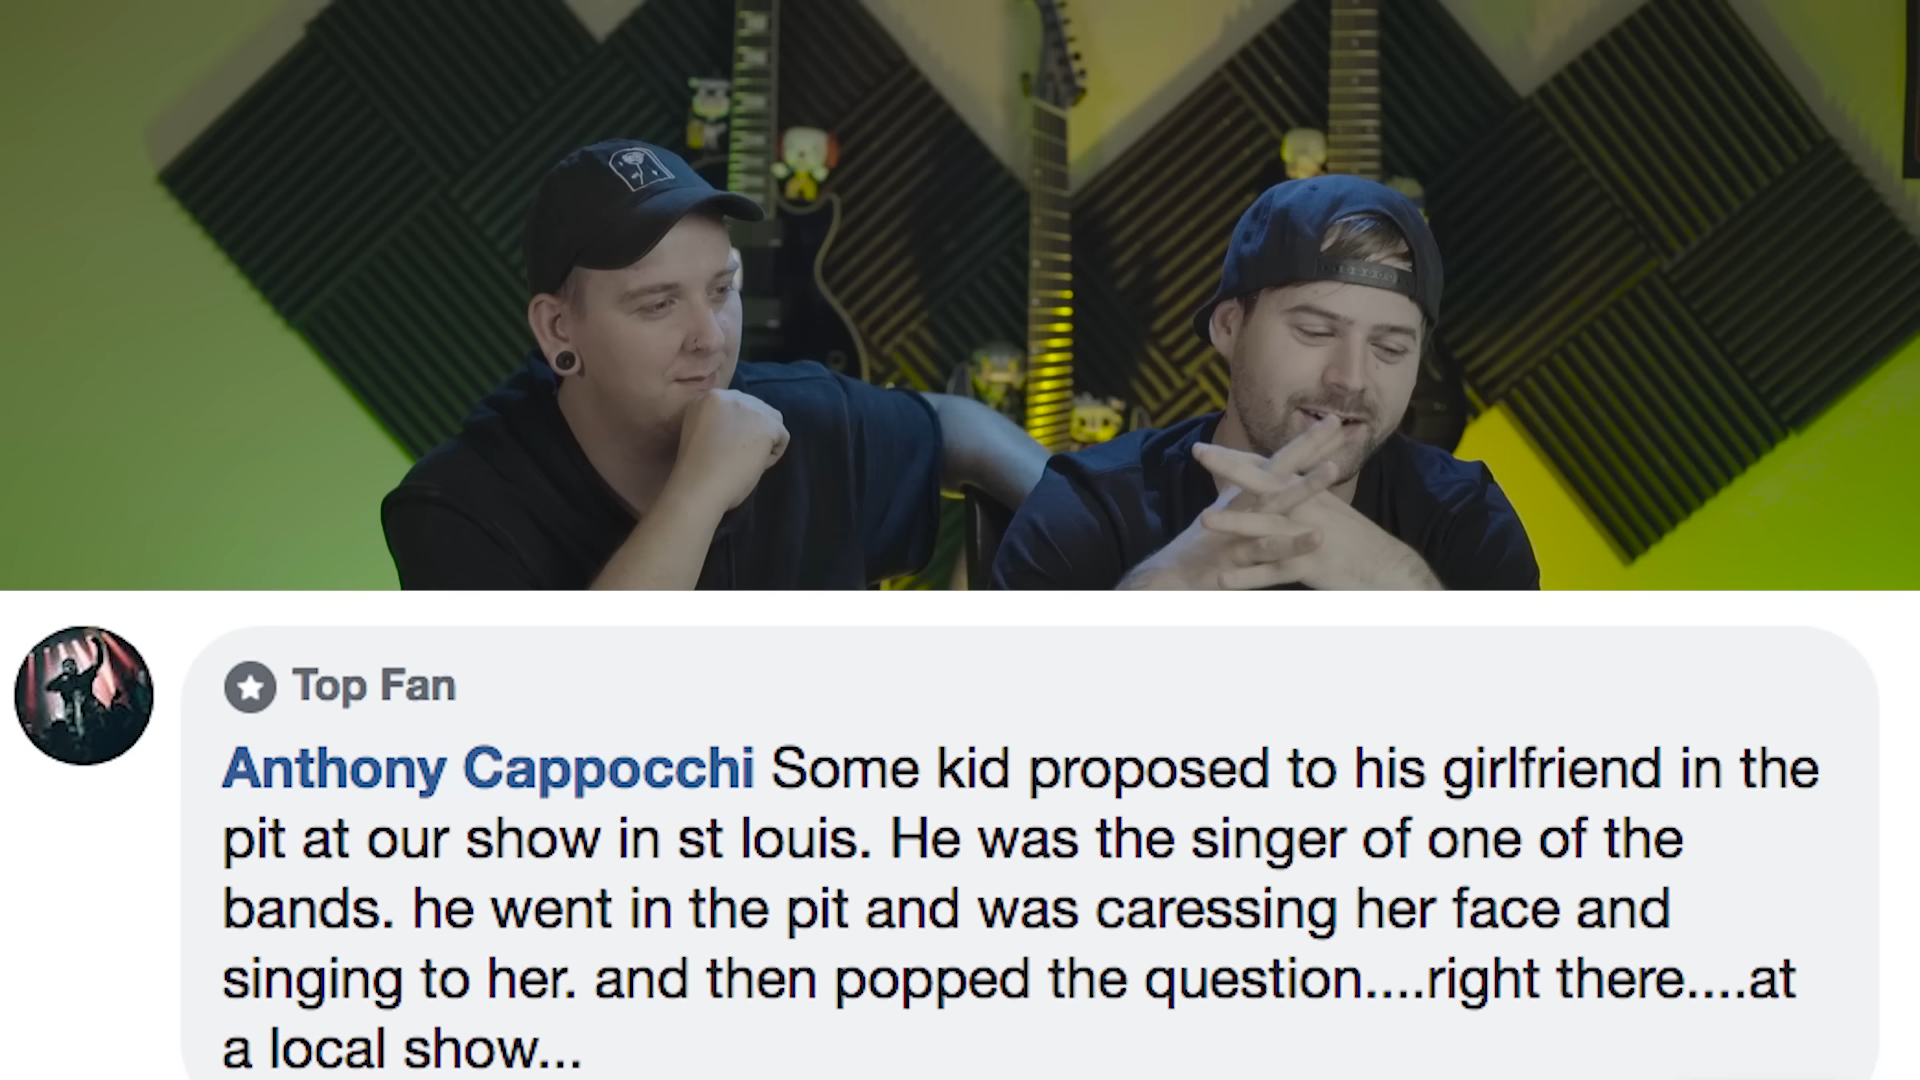 Top Fan
Anthony Cappocchi Some kid proposed to his girlfriend in the
pit at our show in st louis. He was the singer of one of the
bands. he went in the pit and was caressing her face and
singing to her. and then popped the question....right there....at
a local show...